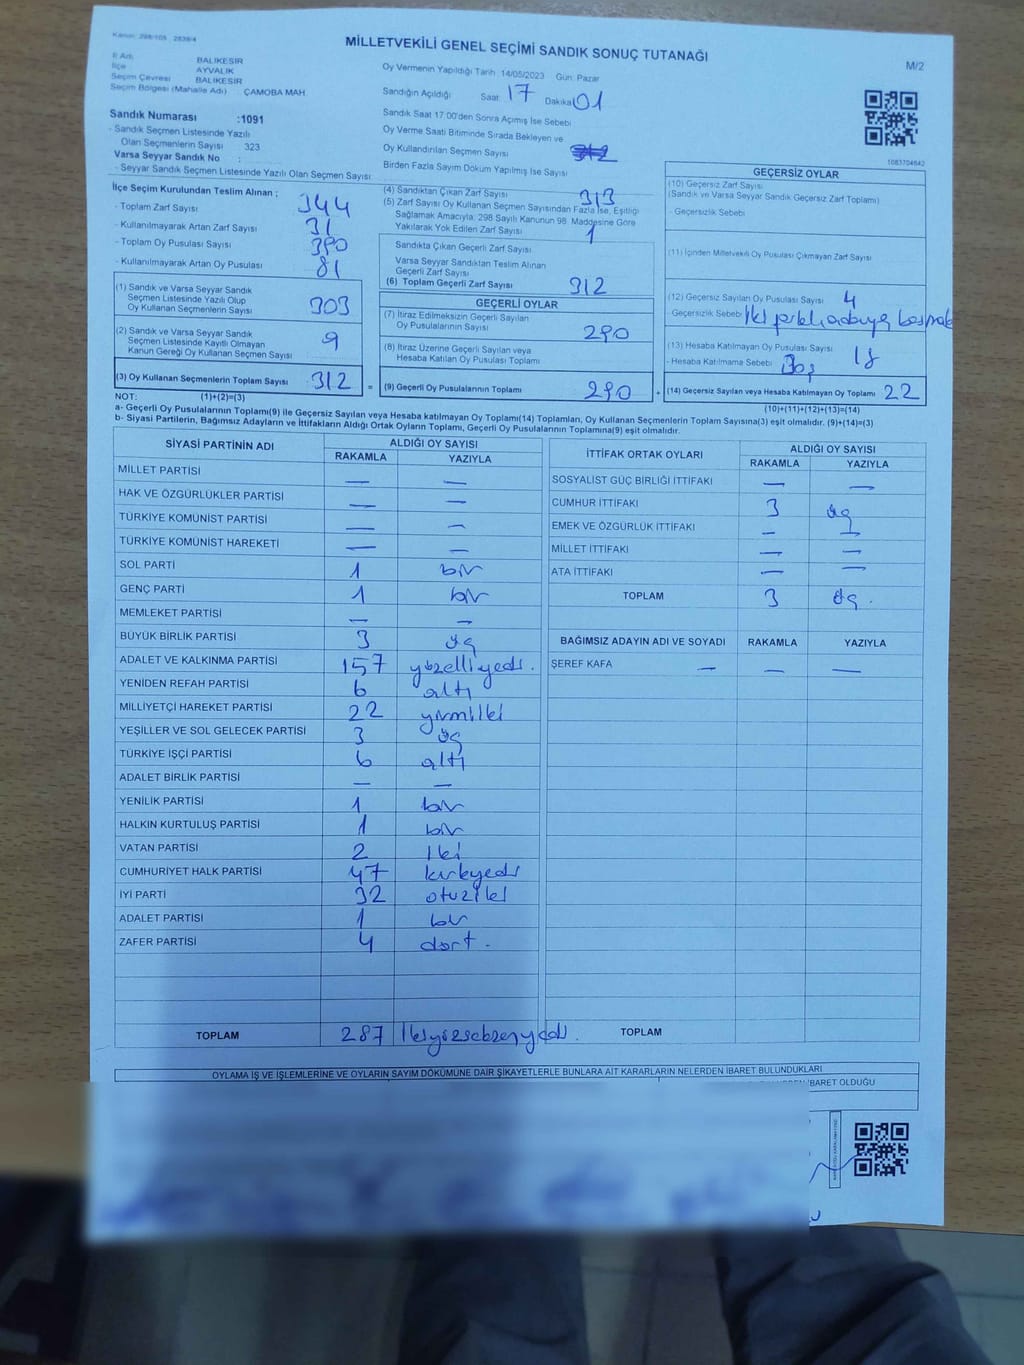 Kanun: 298/105 2839/4
MİLLETVEKİLİ GENEL SEÇİMİ SANDIK SONUÇ TUTANAĞI
M/2
İl Adı BALIKESİR
İlçe AYVALIK
Seçim Çevresi BALIKESİR
Seçim Bölgesi (Mahalle Adı) ÇAMOBA MAH.
Oy Vermenin Yapıldığı Tarih 14/05/2023 Gün: Pazar
Sandığın Açıldığı Saat: 17 Dakika 01
Sandık Saat 17:00'den Sonra Açılmış İse Sebebi
Oy Verme Saati Bitiminde Sırada Bekleyen ve
Oy Kullandırılan Seçmen Sayısı
Birden Fazla Sayım Döküm Yapılmış İse Sayısı
Sandık Numarası :1091
- Sandık Seçmen Listesinde Yazılı
Olan Seçmenlerin Sayısı 323
Varsa Seyyar Sandık No :
- Seyyar Sandık Seçmen Listesinde Yazılı Olan Seçmen Sayısı
1083704642
İlçe Seçim Kurulundan Teslim Alınan ;
- Toplam Zarf Sayısı 344
- Kullanılmayarak Artan Zarf Sayısı 31
- Toplam Oy Pusulası Sayısı 390
- Kullanılmayarak Artan Oy Pusulası 81
(1) Sandık ve Varsa Seyyar Sandık
Seçmen Listesinde Yazılı Olup
Oy Kullanan Seçmenlerin Sayısı 303
(2) Sandık ve Varsa Seyyar Sandık
Seçmen Listesinde Kayıtlı Olmayan
Kanun Gereği Oy Kullanan Seçmen Sayısı 9
(3) Oy Kullanan Seçmenlerin Toplam Sayısı 312 =
(4) Sandıktan Çıkan Zarf Sayısı 313
(5) Zarf Sayısı Oy Kullanan Seçmen Sayısından Fazla İse, Eşitliği
Sağlamak Amacıyla; 298 Sayılı Kanunun 98. Maddesine Göre
Yakılarak Yok Edilen Zarf Sayısı 1
Sandıkta Çıkan Geçerli Zarf Sayısı
Varsa Seyyar Sandıktan Teslim Alınan
Geçerli Zarf Sayısı
(6) Toplam Geçerli Zarf Sayısı 312
GEÇERLİ OYLAR
(7) İtiraz Edilmeksizin Geçerli Sayılan
Oy Pusulalarının Sayısı 290
(8) İtiraz Üzerine Geçerli Sayılan veya
Hesaba Katılan Oy Pusulası Toplamı
(9) Geçerli Oy Pusulalarının Toplamı 290 +
GEÇERSİZ OYLAR
(10) Geçersiz Zarf Sayısı
(Sandık ve Varsa Seyyar Sandık Geçersiz Zarf Toplamı)
- Geçersizlik Sebebi
(11) İçinden Milletvekili Oy Pusulası Çıkmayan Zarf Sayısı
(12) Geçersiz Sayılan Oy Pusulası Sayısı 4
Geçersizlik Sebebi İki
(13) Hesaba Katılmayan Oy Pusulası Sayısı 18
- Hesaba Katılmama Sebebi Boş
(14) Geçersiz Sayılan veya Hesaba Katılmayan Oy Toplamı 22
NOT: (1)+(2)=(3) (10)+(11)+(12)+(13)=(14)
a- Geçerli Oy Pusulalarının Toplamı(9) ile Geçersiz Sayılan veya Hesaba katılmayan Oy Toplamı(14) Toplamları, Oy Kullanan Seçmenlerin Toplam Sayısına(3) eşit olmalıdır. (9)+(14)=(3)
b- Siyasi Partilerin, Bağımsız Adayların ve İttifakların Aldığı Ortak Oyların Toplamı, Geçerli Oy Pusulalarının Toplamına(9) eşit olmalıdır.
SİYASİ PARTİNİN ADI ALDIĞI OY SAYISI
RAKAMLA YAZIYLA
MİLLET PARTİSİ — —
HAK VE ÖZGÜRLÜKLER PARTİSİ — —
TÜRKİYE KOMÜNİST PARTİSİ — —
TÜRKİYE KOMÜNİST HAREKETİ — —
SOL PARTİ 1 bir
GENÇ PARTİ 1 bir
MEMLEKET PARTİSİ — —
BÜYÜK BİRLİK PARTİSİ 3 üç
ADALET VE KALKINMA PARTİSİ 157 yüzelliyedi.
YENİDEN REFAH PARTİSİ 6 altı
MİLLİYETÇİ HAREKET PARTİSİ 22 yirmiiki
YEŞİLLER VE SOL GELECEK PARTİSİ 3 üç
TÜRKİYE İŞÇİ PARTİSİ 6 altı
ADALET BİRLİK PARTİSİ — —
YENİLİK PARTİSİ 1 bir
HALKIN KURTULUŞ PARTİSİ 1 bir
VATAN PARTİSİ 2 iki
CUMHURİYET HALK PARTİSİ 47 kırkyedi
İYİ PARTİ 32 otuziki
ADALET PARTİSİ 1 bir
ZAFER PARTİSİ 4 dört.
TOPLAM 287 ikiyüzseksenyedi.
İTTİFAK ORTAK OYLARI ALDIĞI OY SAYISI
RAKAMLA YAZIYLA
SOSYALİST GÜÇ BİRLİĞİ İTTİFAKI — —
CUMHUR İTTİFAKI 3 üç
EMEK VE ÖZGÜRLÜK İTTİFAKI — —
MİLLET İTTİFAKI — —
ATA İTTİFAKI — —
TOPLAM 3 üç.
BAĞIMSIZ ADAYIN ADI VE SOYADI RAKAMLA YAZIYLA
ŞEREF KAFA — — —
TOPLAM
OYLAMA İŞ VE İŞLEMLERİNE VE OYLARIN SAYIM DÖKÜMÜNE DAİR ŞİKAYETLERLE BUNLARA AİT KARARLARIN NELERDEN İBARET BULUNDUKLARI
İBARET OLDUĞU